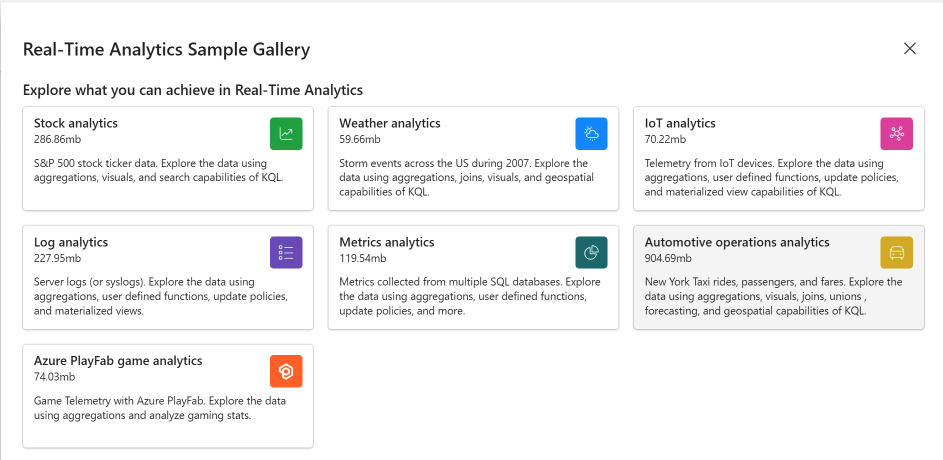 Real-Time Analytics Sample Gallery
Explore what you can achieve in Real-Time Analytics
Stock analytics
286.86mb
S&P 500 stock ticker data. Explore the data using
aggregations, visuals, and search capabilities of KQL.
Weather analytics
59.66mb
Storm events across the US during 2007. Explore the
data using aggregations, joins, visuals, and geospatial
capabilities of KQL.
IoT analytics
70.22mb
Telemetry from IoT devices. Explore the data using
aggregations, user defined functions, update policies,
and materialized view capabilities of KQL.
Log analytics
227.95mb
Server logs (or syslogs). Explore the data using
aggregations, user defined functions, update policies,
and materialized views.
Metrics analytics
119.54mb
Metrics collected from multiple SQL databases. Explore
the data using aggregations, user defined functions,
update policies, and more.
Automotive operations analytics
904.69mb
New York Taxi rides, passengers, and fares. Explore the
data using aggregations, visuals, joins, unions ,
forecasting, and geospatial capabilities of KQL.
Azure PlayFab game analytics
74.03mb
Game Telemetry with Azure PlayFab. Explore the data
using aggregations and analyze gaming stats.